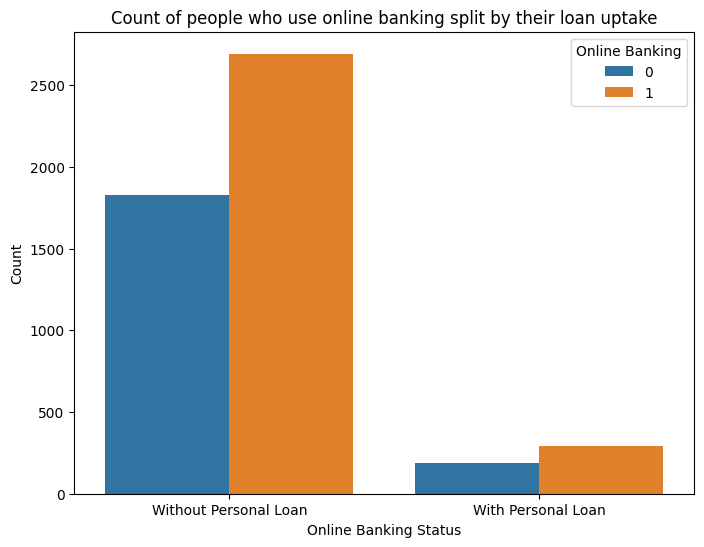 Count of people who use online banking split by their loan uptake
Online Banking
0
1
2500
2000
1500
1000
500
0
Count
Without Personal Loan
With Personal Loan
Online Banking Status